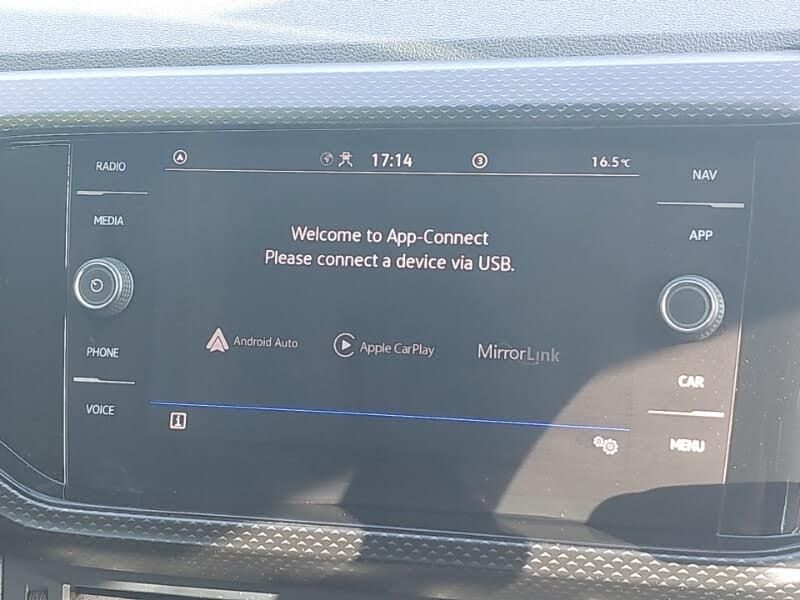 RADIO
MEDIA
PHONE
VOICE
17:14
3
16.5°C
Welcome to App-Connect
Please connect a device via USB.
Android Auto
Apple CarPlay
MirrorLink
i
NAV
APP
CAR
MENU